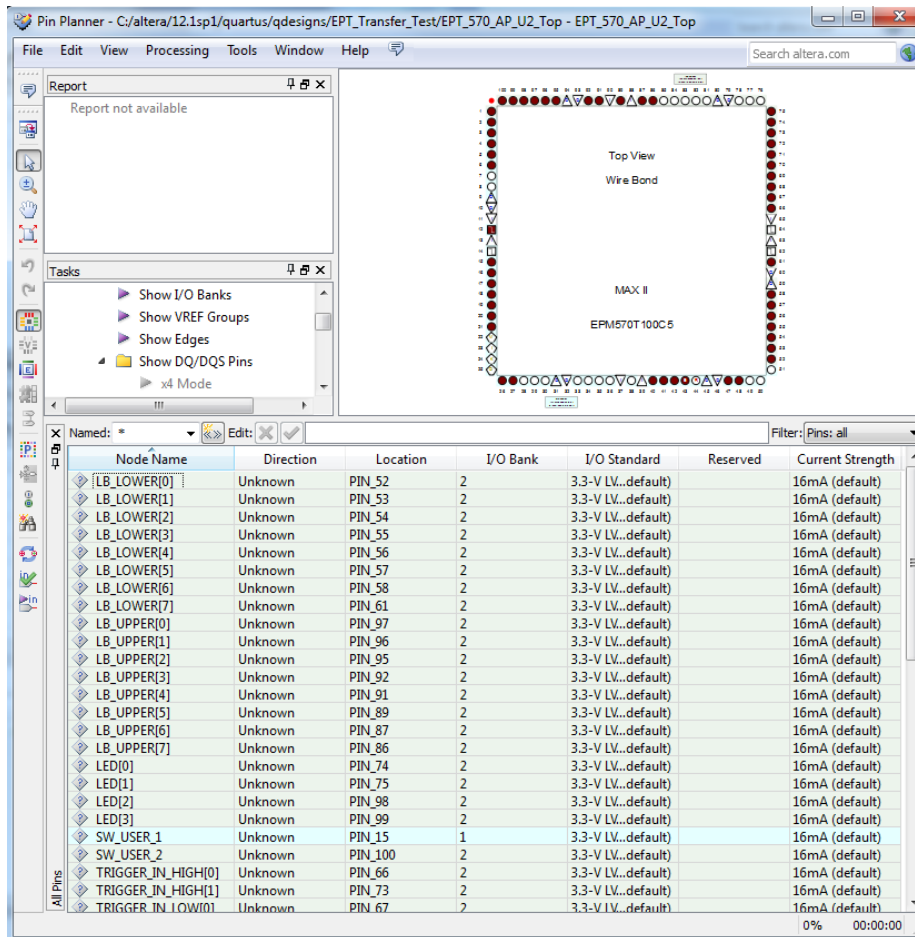 Pin Planner - C:/altera/12.1sp1/quartus/qdesigns/EPT_Transfer_Test/EPT_570_AP_U2_Top - EPT_570_AP_U2_Top
File Edit View Processing Tools Window Help
Search altera.com
Report
Report not available
Top View
Wire Bond
MAX II
EPM570T100C5
Tasks
Show I/O Banks
Show VREF Groups
Show Edges
Show DQ/DQS Pins
x4 Mode
Named: * Edit: Filter: Pins: all
Node Name Direction Location I/O Bank I/O Standard Reserved Current Strength
LB_LOWER[0] Unknown PIN_52 2 3.3-V LV...default) 16mA (default)
LB_LOWER[1] Unknown PIN_53 2 3.3-V LV...default) 16mA (default)
LB_LOWER[2] Unknown PIN_54 2 3.3-V LV...default) 16mA (default)
LB_LOWER[3] Unknown PIN_55 2 3.3-V LV...default) 16mA (default)
LB_LOWER[4] Unknown PIN_56 2 3.3-V LV...default) 16mA (default)
LB_LOWER[5] Unknown PIN_57 2 3.3-V LV...default) 16mA (default)
LB_LOWER[6] Unknown PIN_58 2 3.3-V LV...default) 16mA (default)
LB_LOWER[7] Unknown PIN_61 2 3.3-V LV...default) 16mA (default)
LB_UPPER[0] Unknown PIN_97 2 3.3-V LV...default) 16mA (default)
LB_UPPER[1] Unknown PIN_96 2 3.3-V LV...default) 16mA (default)
LB_UPPER[2] Unknown PIN_95 2 3.3-V LV...default) 16mA (default)
LB_UPPER[3] Unknown PIN_92 2 3.3-V LV...default) 16mA (default)
LB_UPPER[4] Unknown PIN_91 2 3.3-V LV...default) 16mA (default)
LB_UPPER[5] Unknown PIN_89 2 3.3-V LV...default) 16mA (default)
LB_UPPER[6] Unknown PIN_87 2 3.3-V LV...default) 16mA (default)
LB_UPPER[7] Unknown PIN_86 2 3.3-V LV...default) 16mA (default)
LED[0] Unknown PIN_74 2 3.3-V LV...default) 16mA (default)
LED[1] Unknown PIN_75 2 3.3-V LV...default) 16mA (default)
LED[2] Unknown PIN_98 2 3.3-V LV...default) 16mA (default)
LED[3] Unknown PIN_99 2 3.3-V LV...default) 16mA (default)
SW_USER_1 Unknown PIN_15 1 3.3-V LV...default) 16mA (default)
SW_USER_2 Unknown PIN_100 2 3.3-V LV...default) 16mA (default)
TRIGGER_IN_HIGH[0] Unknown PIN_66 2 3.3-V LV...default) 16mA (default)
TRIGGER_IN_HIGH[1] Unknown PIN_73 2 3.3-V LV...default) 16mA (default)
TRIGGER_IN_LOW[0] Unknown PIN_67 2 3.3-V LV...default) 16mA (default)
All Pins
0% 00:00:00